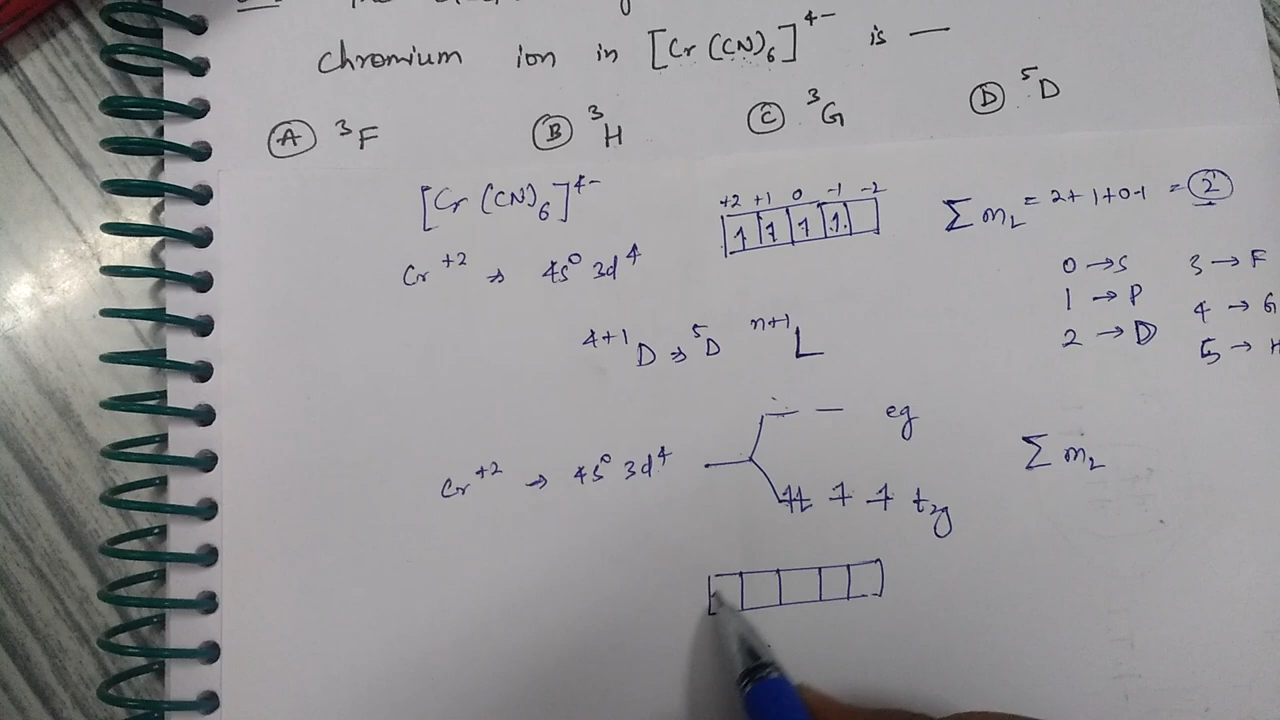 chromium ion in [Cr(CN)₆]⁴⁻ is —
Ⓐ ³F Ⓑ ³H Ⓒ ³G Ⓓ ⁵D
[Cr(CN)₆]⁴⁻
+2 +1 0 -1 -2
1 1 1 1
Σ m_L = 2+1+0-1 = 2
Cr⁺² → 4s⁰ 3d⁴
0 → S 3 → F
1 → P 4 → G
2 → D 5 → H
⁴⁺¹D ⇒ ⁵D ⁿ⁺¹L
eg
Cr⁺² → 4s⁰ 3d⁴
Σ m_L
t₂g